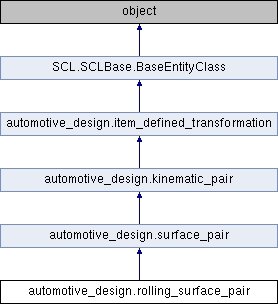 object
SCL.SCLBase.BaseEntityClass
automotive_design.item_defined_transformation
automotive_design.kinematic_pair
automotive_design.surface_pair
automotive_design.rolling_surface_pair